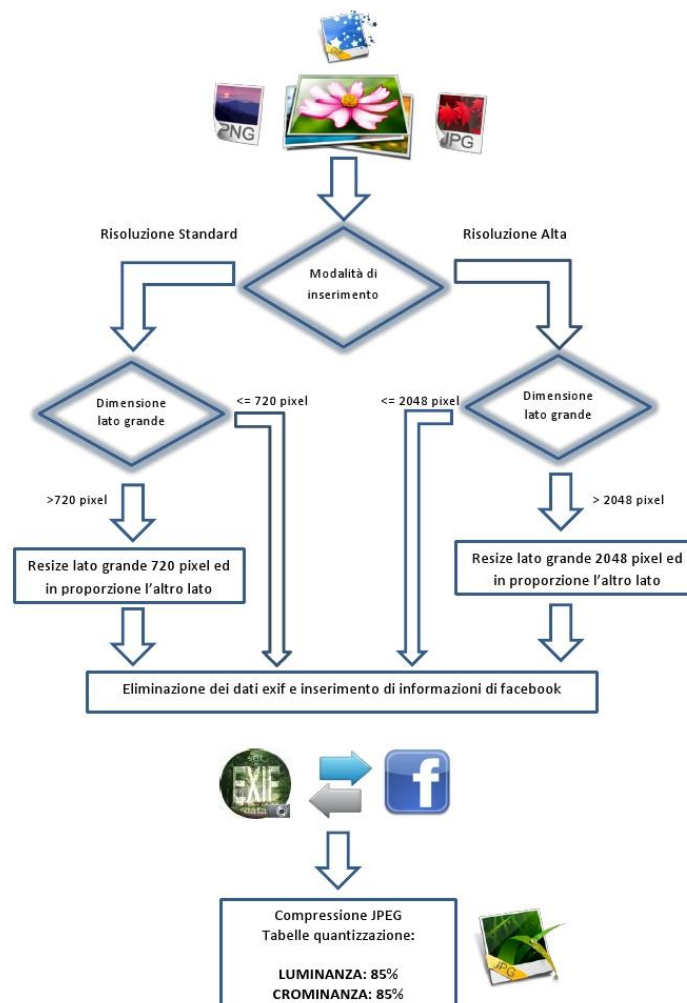 GIF
PNG
JPG
Risoluzione Standard
Risoluzione Alta
Modalità di
inserimento
Dimensione
lato grande
<= 720 pixel
<= 2048 pixel
Dimensione
lato grande
>720 pixel
> 2048 pixel
Resize lato grande 720 pixel ed
in proporzione l’altro lato
Resize lato grande 2048 pixel ed
in proporzione l’altro lato
Eliminazione dei dati exif e inserimento di informazioni di facebook
EXIF
data
f
Compressione JPEG
Tabelle quantizzazione:
LUMINANZA: 85%
CROMINANZA: 85%
JPG